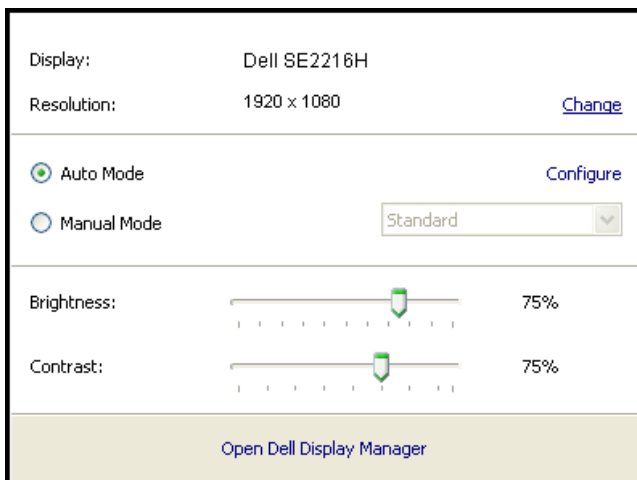 Display: Dell SE2216H
Resolution: 1920 x 1080 Change
Auto Mode Configure
Manual Mode Standard
Brightness: 75%
Contrast: 75%
Open Dell Display Manager